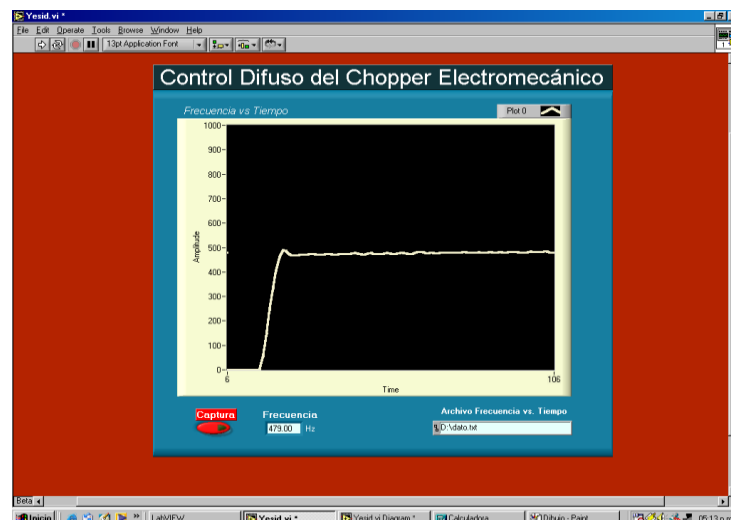 Yesid.vi *
File Edit Operate Tools Browse Window Help
13pt Application Font
1
Control Difuso del Chopper Electromecánico
Frecuencia vs Tiempo
Plot 0
1000
900
800
700
600
500
400
300
200
100
0
Amplitude
6
106
Time
Captura
Frecuencia
479.00 Hz
Archivo Frecuencia vs. Tiempo
D:\dato.txt
Beta
Inicio
LabVIEW
Yesid.vi *
Yesid.vi Diagram *
Calculadora
Dibujo - Paint
05:13 p.m.